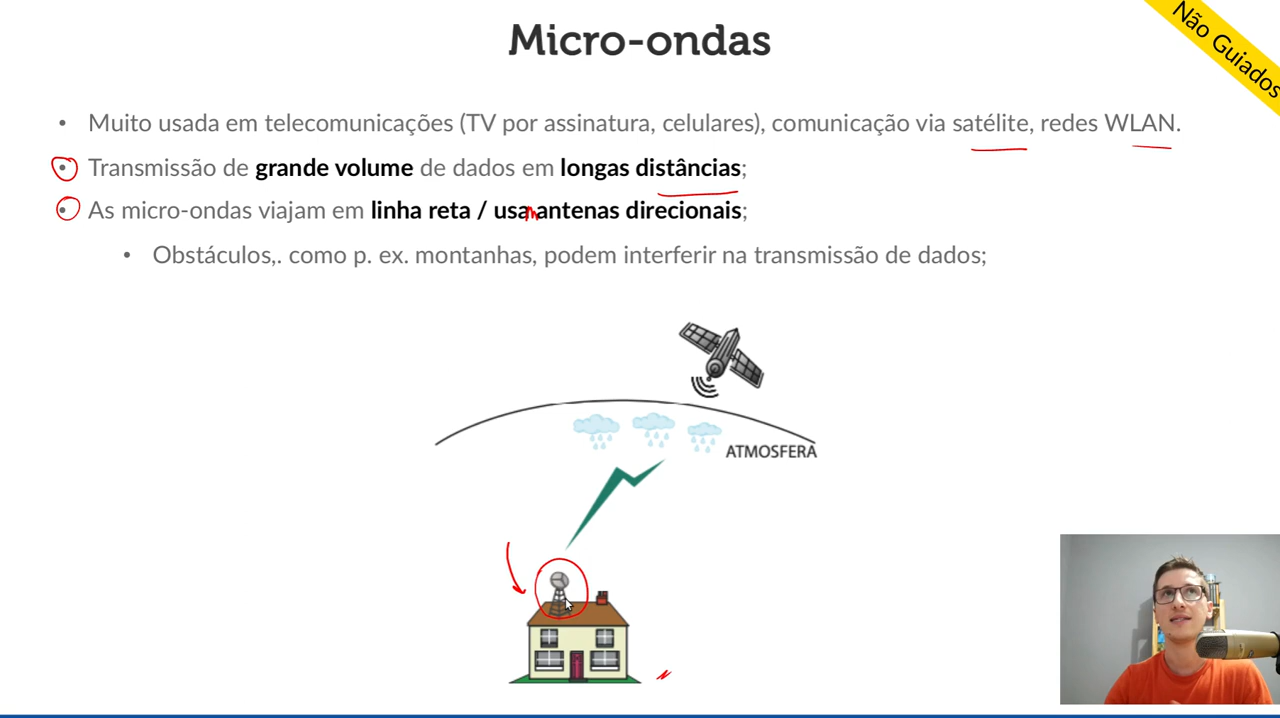 Micro-ondas
Não Guiados
• Muito usada em telecomunicações (TV por assinatura, celulares), comunicação via satélite, redes WLAN.
• Transmissão de grande volume de dados em longas distâncias;
• As micro-ondas viajam em linha reta / usam antenas direcionais;
• Obstáculos,. como p. ex. montanhas, podem interferir na transmissão de dados;
ATMOSFERA